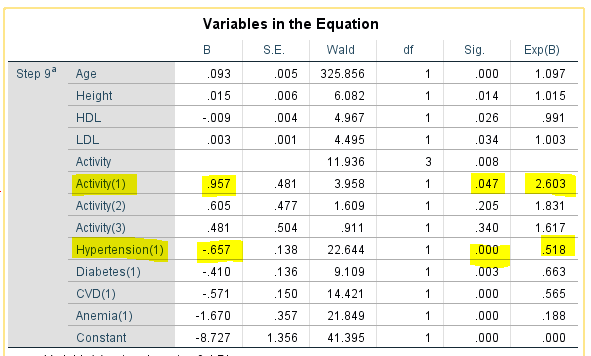 Variables in the Equation
B S.E. Wald df Sig. Exp(B)
Step 9a Age .093 .005 325.856 1 .000 1.097
Height .015 .006 6.082 1 .014 1.015
HDL -.009 .004 4.967 1 .026 .991
LDL .003 .001 4.495 1 .034 1.003
Activity 11.936 3 .008
Activity(1) .957 .481 3.958 1 .047 2.603
Activity(2) .605 .477 1.609 1 .205 1.831
Activity(3) .481 .504 .911 1 .340 1.617
Hypertension(1) -.657 .138 22.644 1 .000 .518
Diabetes(1) -.410 .136 9.109 1 .003 .663
CVD(1) -.571 .150 14.421 1 .000 .565
Anemia(1) -1.670 .357 21.849 1 .000 .188
Constant -8.727 1.356 41.395 1 .000 .000